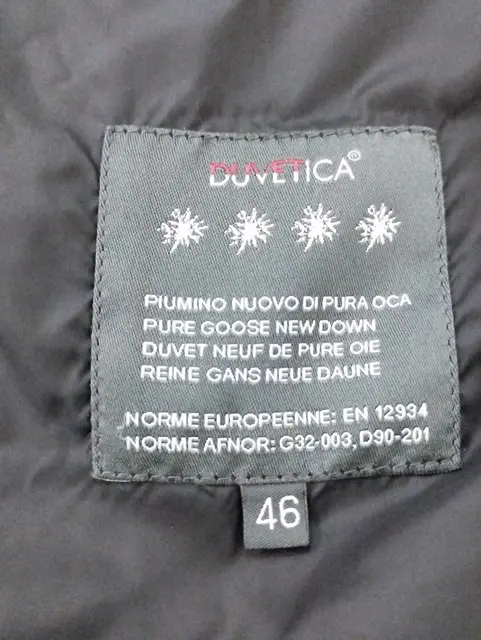 DUVETICA®
PIUMINO NUOVO DI PURA OCA
PURE GOOSE NEW DOWN
DUVET NEUF DE PURE OIE
REINE GANS NEUE DAUNE
NORME EUROPEENNE: EN 12934
NORME AFNOR: G32-003, D90-201
46